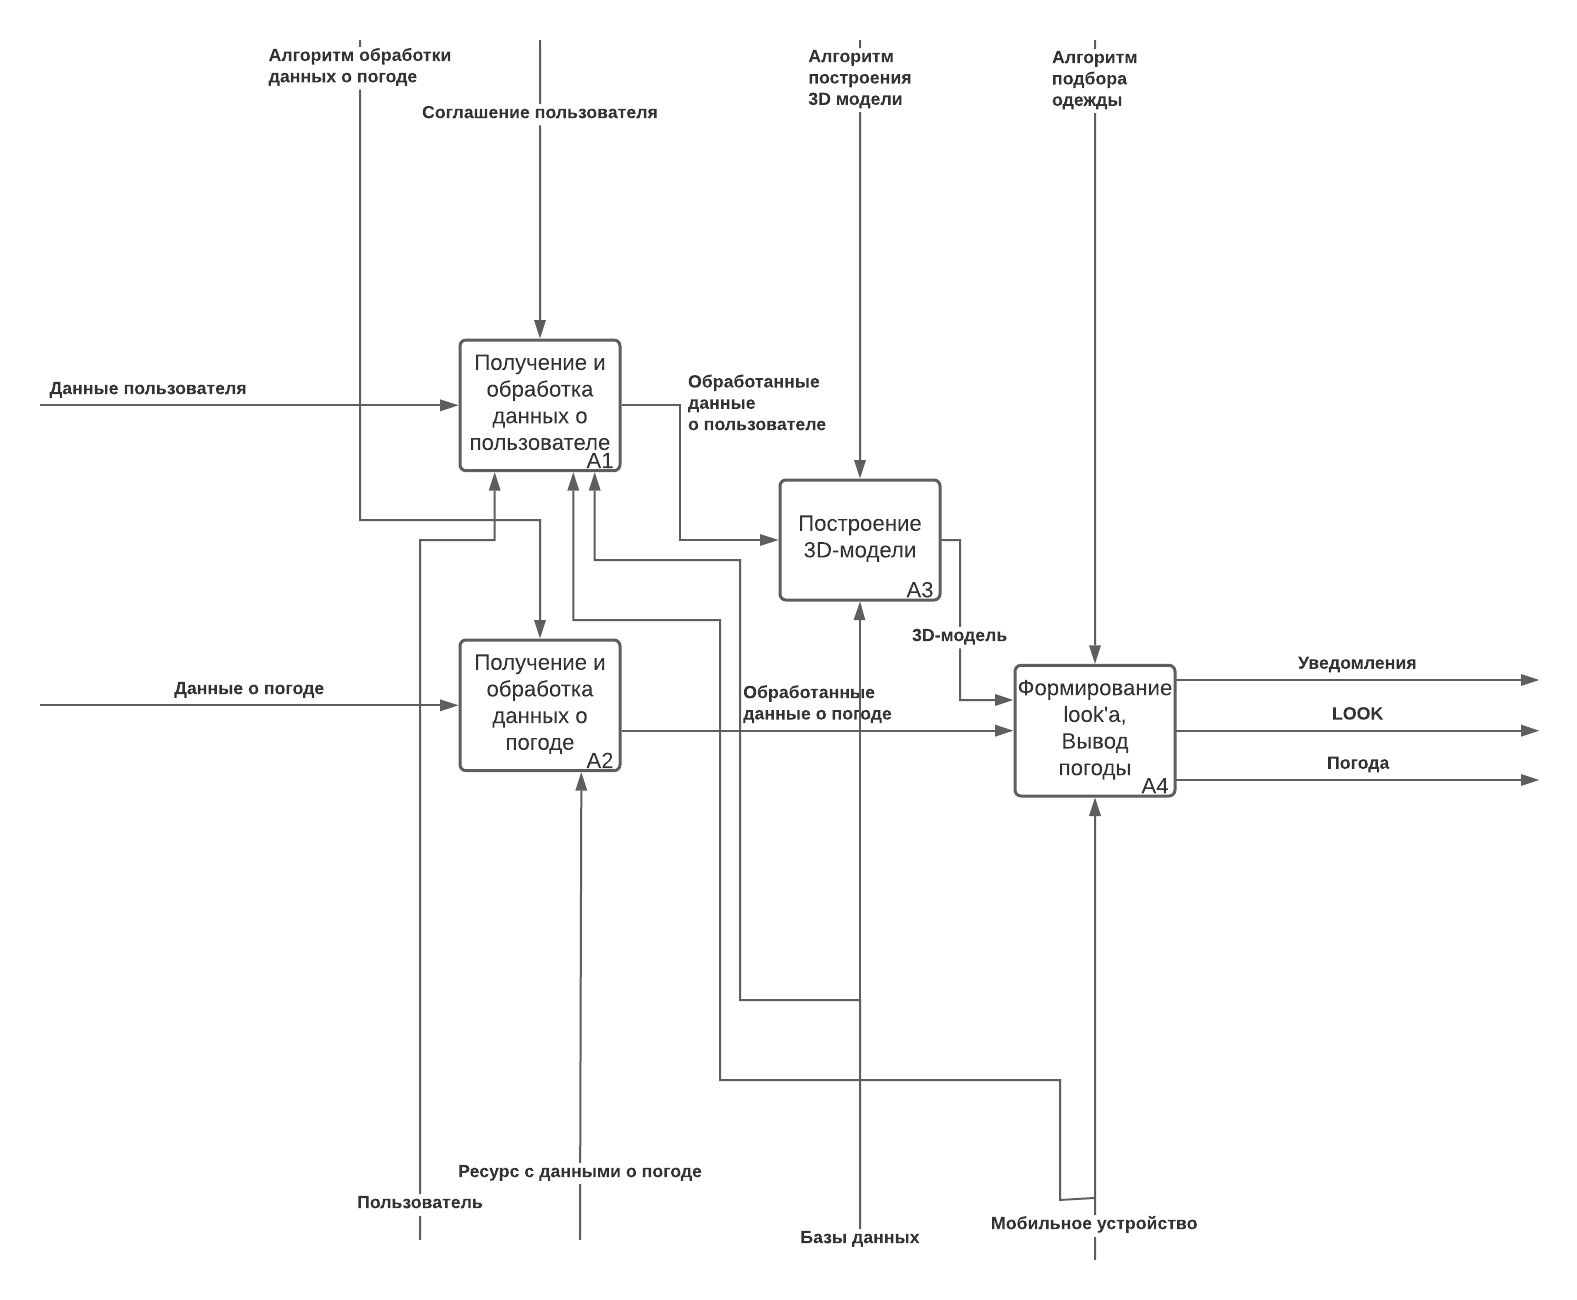 Алгоритм обработки
данных о погоде
Соглашение пользователя
Алгоритм
построения
3D модели
Алгоритм
подбора
одежды
Данные пользователя
Получение и
обработка
данных о
пользователе
A1
Обработанные
данные
о пользователе
Построение
3D-модели
A3
3D-модель
Данные о погоде
Получение и
обработка
данных о
погоде
A2
Обработанные
данные о погоде
Формирование
look'а,
Вывод
погоды
A4
Уведомления
LOOK
Погода
Ресурс с данными о погоде
Пользователь
Базы данных
Мобильное устройство